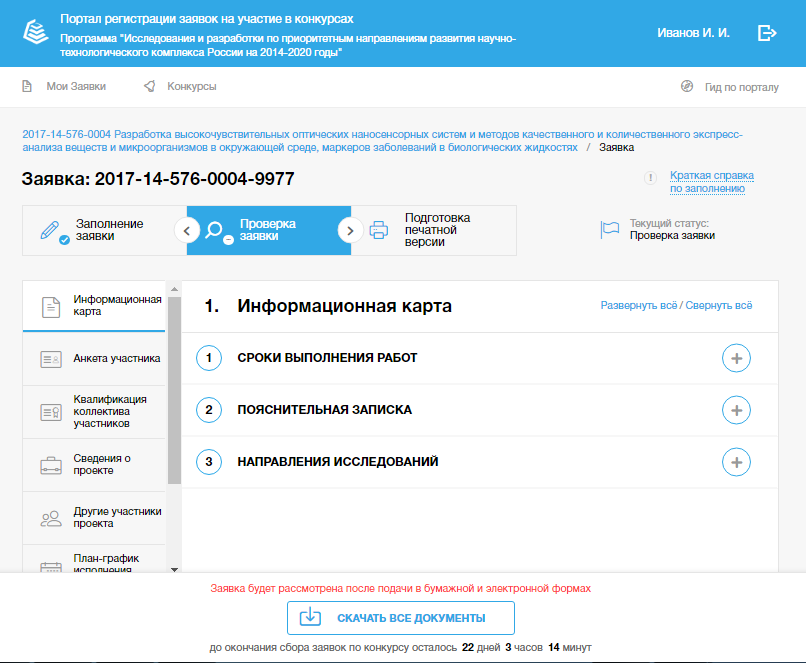 Портал регистрации заявок на участие в конкурсах
Программа "Исследования и разработки по приоритетным направлениям развития научно-
технологического комплекса России на 2014-2020 годы"
Иванов И. И.
Мои Заявки
Конкурсы
Гид по порталу
2017-14-576-0004 Разработка высокочувствительных оптических наносенсорных систем и методов качественного и количественного экспресс-
анализа веществ и микроорганизмов в окружающей среде, маркеров заболеваний в биологических жидкостях / Заявка
Заявка: 2017-14-576-0004-9977
Краткая справка
по заполнению
Заполнение
заявки
Проверка
заявки
Подготовка
печатной
версии
Текущий статус:
Проверка заявки
Информационная
карта
Анкета участника
Квалификация
коллектива
участников
Сведения о
проекте
Другие участники
проекта
План-график
исполнения
1. Информационная карта
Развернуть всё / Свернуть всё
1 СРОКИ ВЫПОЛНЕНИЯ РАБОТ
2 ПОЯСНИТЕЛЬНАЯ ЗАПИСКА
3 НАПРАВЛЕНИЯ ИССЛЕДОВАНИЙ
Заявка будет рассмотрена после подачи в бумажной и электронной формах
СКАЧАТЬ ВСЕ ДОКУМЕНТЫ
до окончания сбора заявок по конкурсу осталось 22 дней 3 часов 14 минут